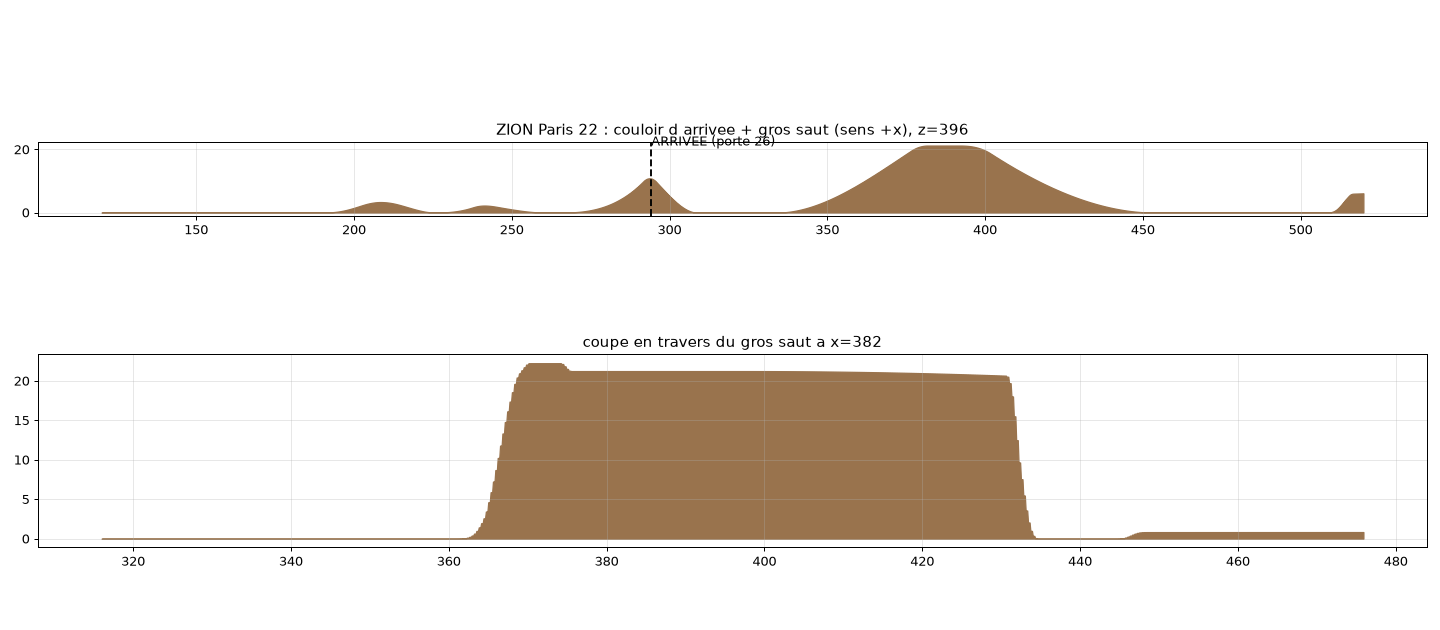 ZION Paris 22 : couloir d arrivee + gros saut (sens +x), z=396
ARRIVEE (porte 26)
20
0
150 200 250 300 350 400 450 500
coupe en travers du gros saut a x=382
20
15
10
5
0
320 340 360 380 400 420 440 460 480